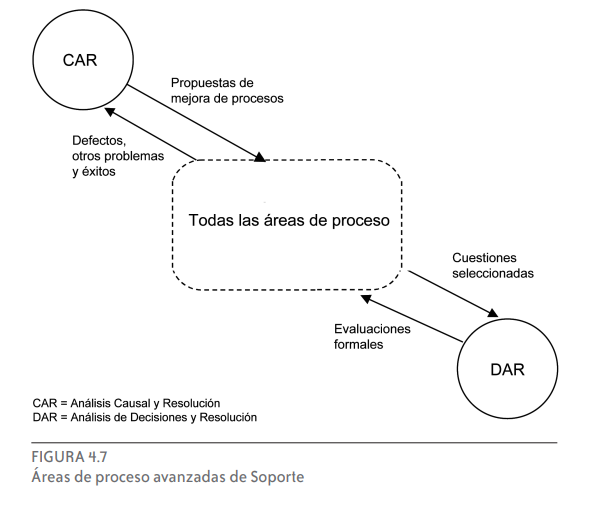 CAR
Propuestas de
mejora de procesos
Defectos,
otros problemas
y éxitos
Todas las áreas de proceso
Cuestiones
seleccionadas
Evaluaciones
formales
DAR
CAR = Análisis Causal y Resolución
DAR = Análisis de Decisiones y Resolución
FIGURA 4.7
Áreas de proceso avanzadas de Soporte